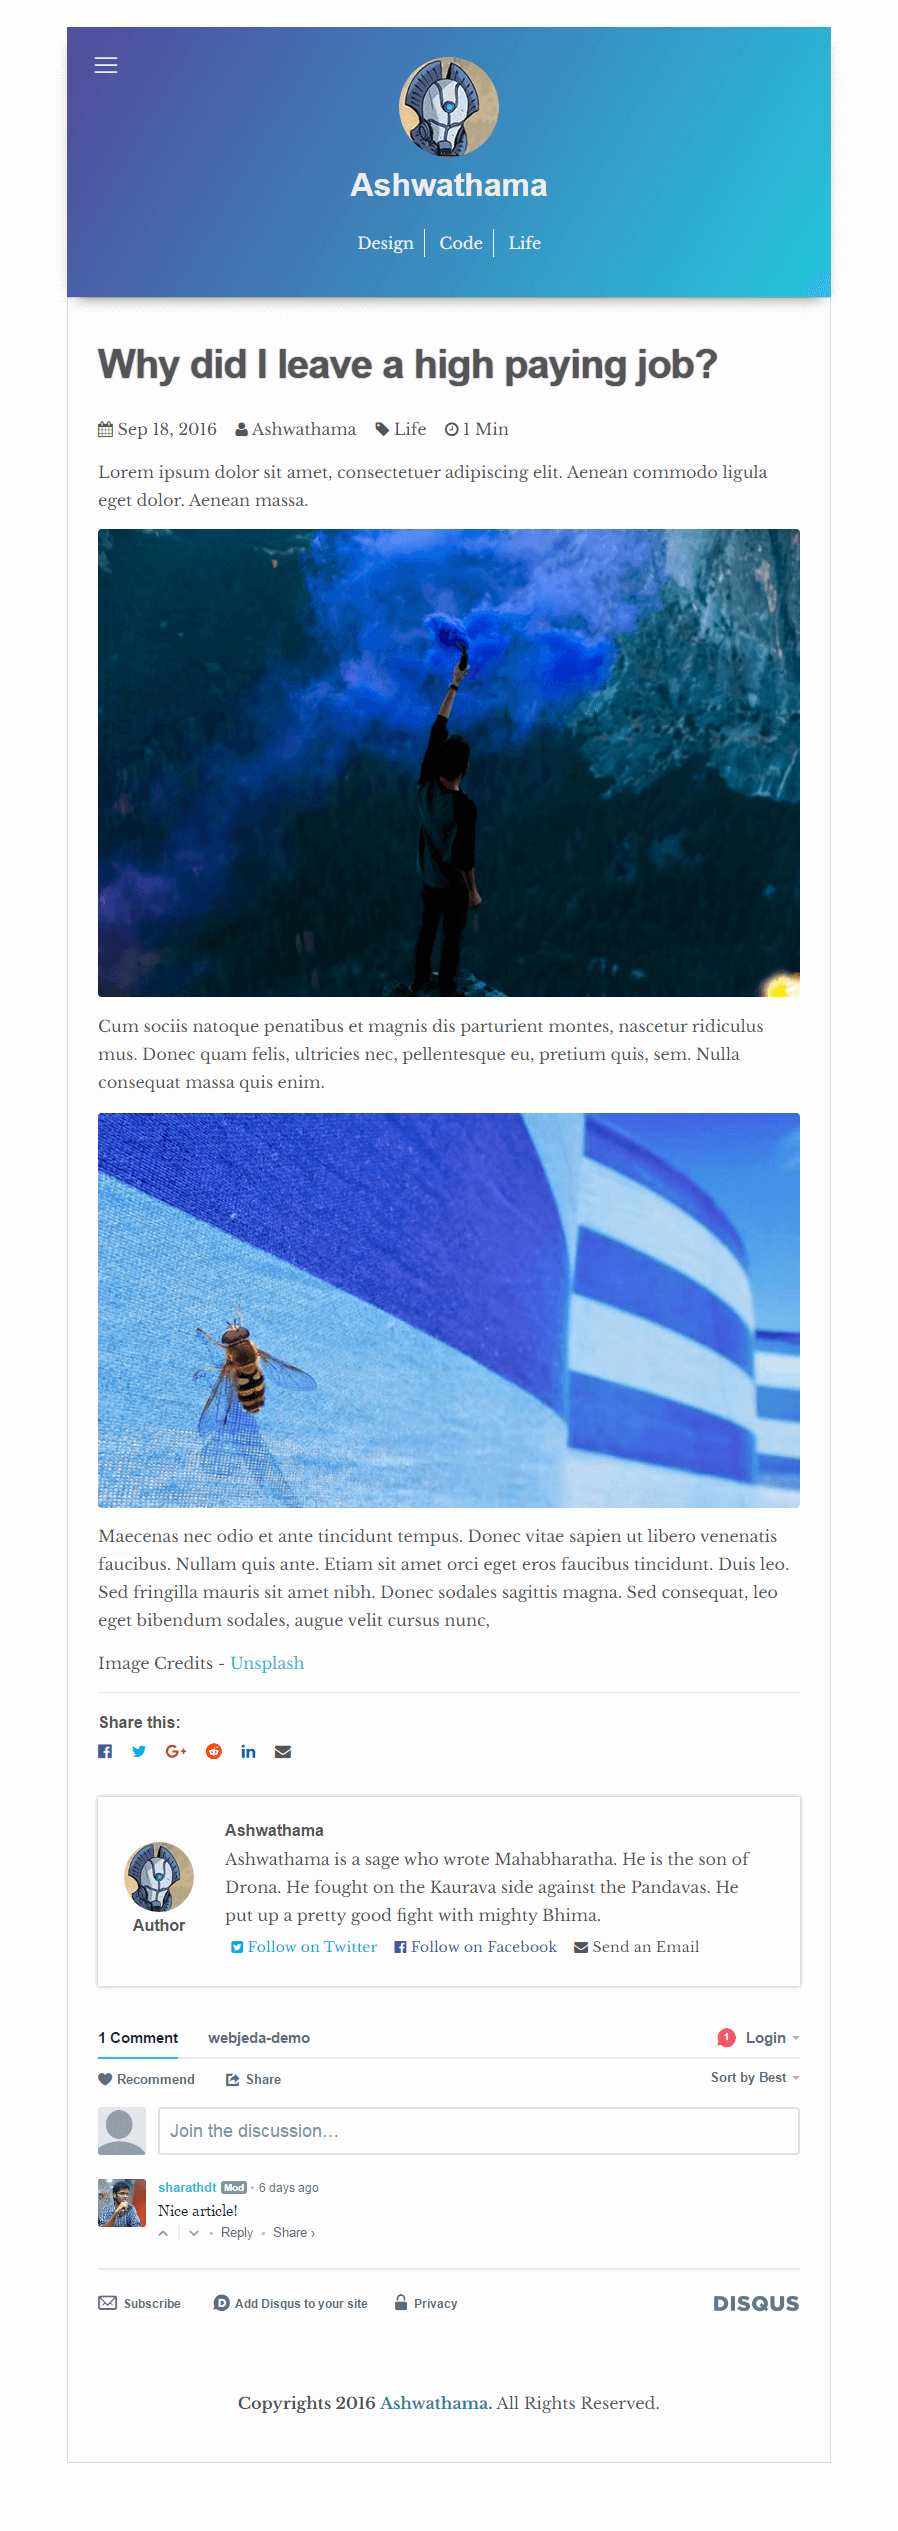 Ashwathama
Design Code Life
Why did I leave a high paying job?
Sep 18, 2016 Ashwathama Life 1 Min
Lorem ipsum dolor sit amet, consectetuer adipiscing elit. Aenean commodo ligula
eget dolor. Aenean massa.
Cum sociis natoque penatibus et magnis dis parturient montes, nascetur ridiculus
mus. Donec quam felis, ultricies nec, pellentesque eu, pretium quis, sem. Nulla
consequat massa quis enim.
Maecenas nec odio et ante tincidunt tempus. Donec vitae sapien ut libero venenatis
faucibus. Nullam quis ante. Etiam sit amet orci eget eros faucibus tincidunt. Duis leo.
Sed fringilla mauris sit amet nibh. Donec sodales sagittis magna. Sed consequat, leo
eget bibendum sodales, augue velit cursus nunc,
Image Credits - Unsplash
Share this:
Ashwathama
Ashwathama is a sage who wrote Mahabharatha. He is the son of
Drona. He fought on the Kaurava side against the Pandavas. He
put up a pretty good fight with mighty Bhima.
Author
Follow on Twitter Follow on Facebook Send an Email
1 Comment webjeda-demo 1 Login
Recommend Share Sort by Best
Join the discussion…
sharathdt Mod • 6 days ago
Nice article!
• Reply • Share ›
Subscribe Add Disqus to your site Privacy DISQUS
Copyrights 2016 Ashwathama. All Rights Reserved.